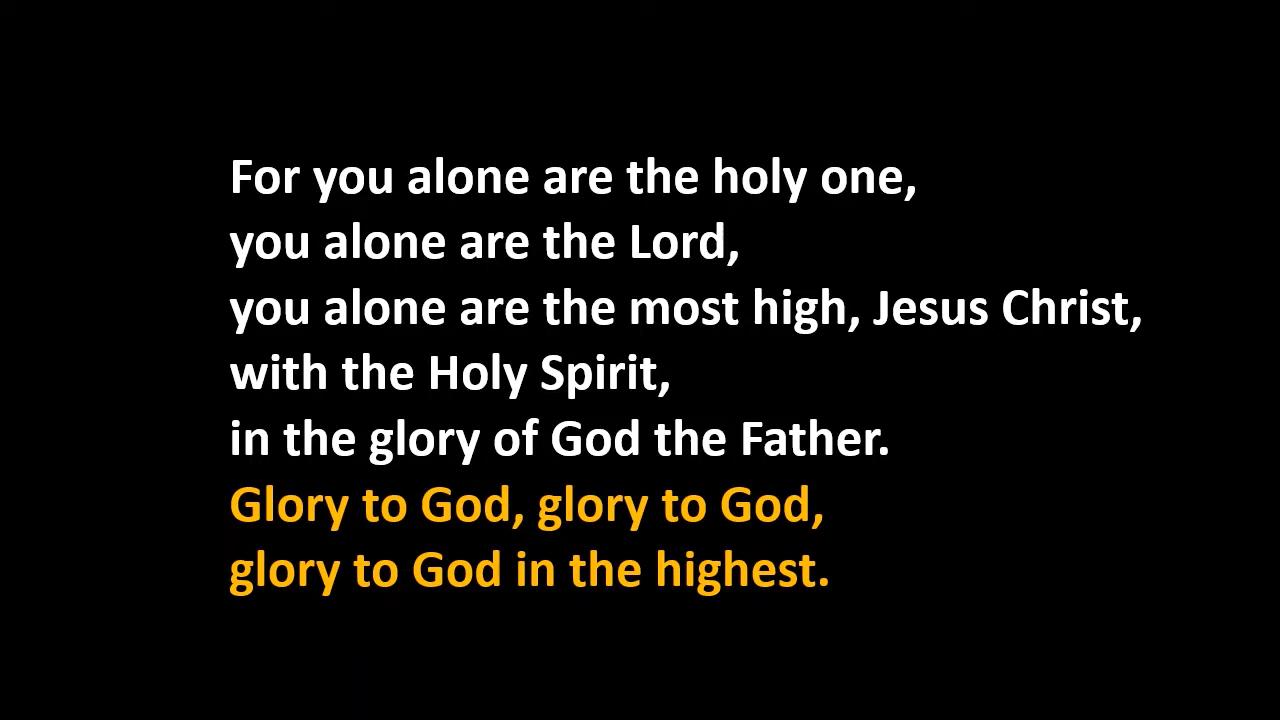 For you alone are the holy one,
you alone are the Lord,
you alone are the most high, Jesus Christ,
with the Holy Spirit,
in the glory of God the Father.
Glory to God, glory to God,
glory to God in the highest.